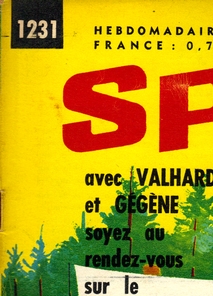 1231
HEBDOMADAIR
FRANCE : 0,7
SP
avec VALHARD
et GÉGÈNE
soyez au
rendez-vous
sur le